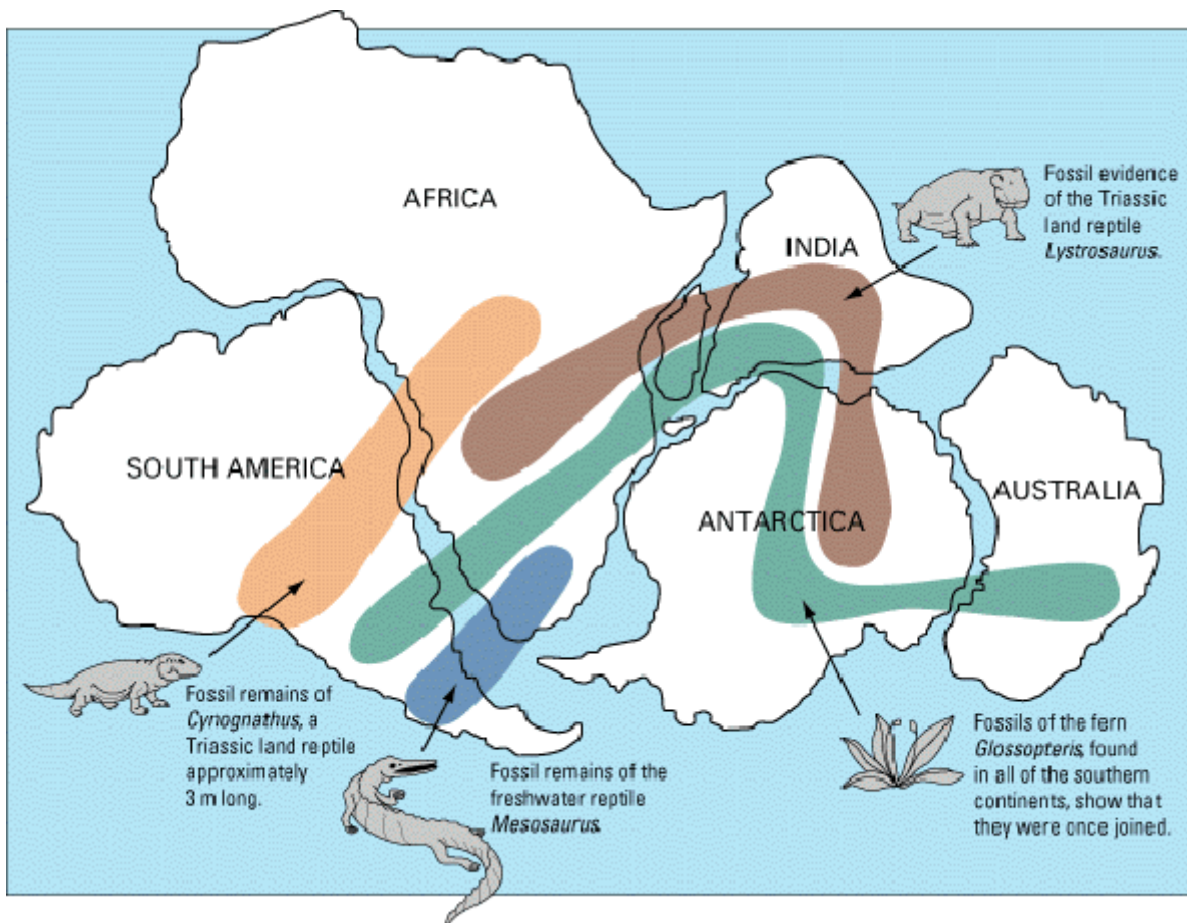 AFRICA
INDIA
Fossil evidence
of the Triassic
land reptile
Lystrosaurus.
SOUTH AMERICA
ANTARCTICA
AUSTRALIA
Fossil remains of
Cynognathus, a
Triassic land reptile
approximately
3 m long.
Fossil remains of the
freshwater reptile
Mesosaurus.
Fossils of the fern
Glossopteris, found
in all of the southern
continents, show that
they were once joined.